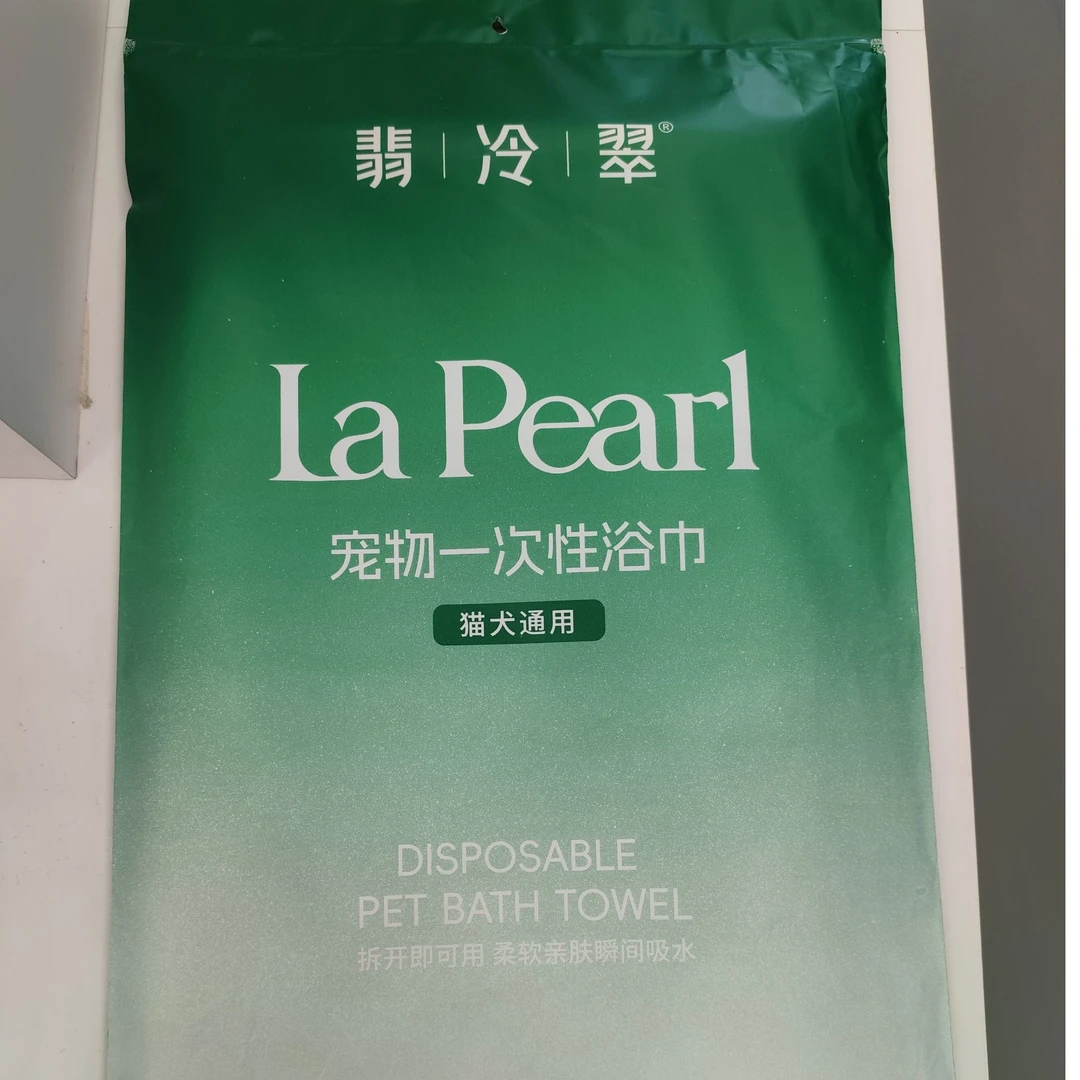 翡|冷|翠®
La Pearl
宠物一次性浴巾
猫犬通用
DISPOSABLE
PET BATH TOWEL
拆开即可用 柔软亲肤瞬间吸水